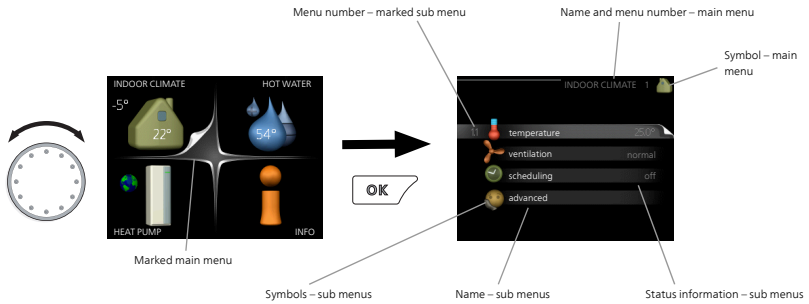 Menu number – marked sub menu
Name and menu number – main menu
Symbol – main
menu
INDOOR CLIMATE
HOT WATER
-5°
22°
54°
HEAT PUMP
INFO
OK
INDOOR CLIMATE 1
1.1 temperature 25.0°
ventilation normal
scheduling off
advanced
Marked main menu
Symbols – sub menus
Name – sub menus
Status information – sub menus